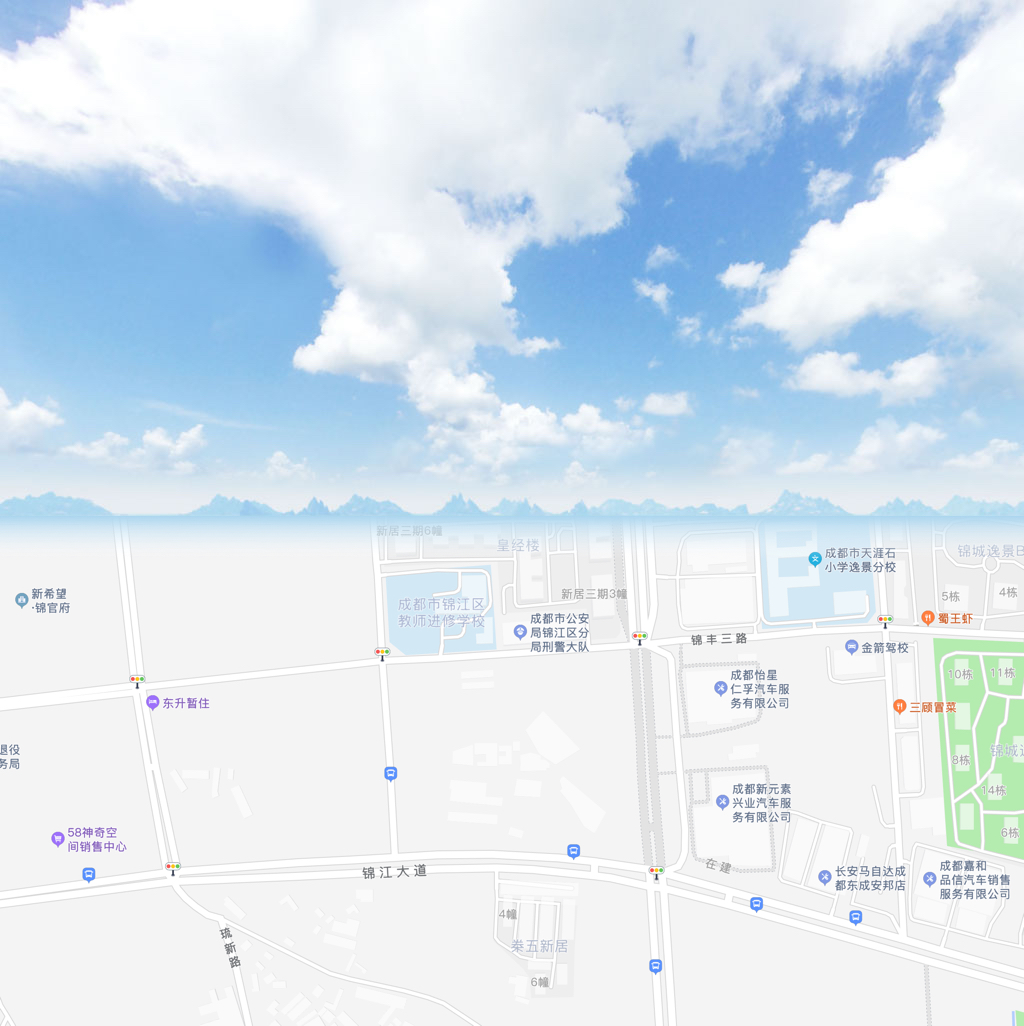 新居三期6幢
皇经楼
成都市天涯石
小学逸景分校
锦城逸景B
新希望
·锦官府
成都市锦江区
教师进修学校
新居三期3幢
5栋
4栋
成都市公安
局锦江区分
局刑警大队
蜀王虾
锦丰三路
金箭驾校
东升暂住
成都怡星
仁孚汽车服
务有限公司
10栋
11栋
三顾冒菜
退役
务局
锦城逸
8栋
成都新元素
兴业汽车服
务有限公司
14栋
58神奇空
间销售中心
6栋
锦江大道
在建
长安马自达成
都东成安邦店
成都嘉和
品信汽车销售
服务有限公司
4幢
琉新路
粦五新居
6幢